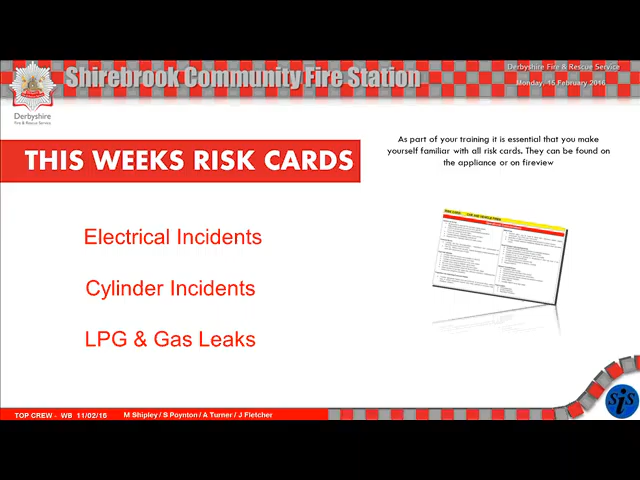 Shirebrook Community Fire Station
Derbyshire Fire & Rescue Service
Monday, 15 February 2016
Derbyshire
Fire & Rescue Service
THIS WEEKS RISK CARDS
As part of your training it is essential that you make
yourself familiar with all risk cards. They can be found on
the appliance or on fireview
Electrical Incidents
Cylinder Incidents
LPG & Gas Leaks
TOP CREW - WB 11/02/16
M Shipley / S Poynton / A Turner / J Fletcher
SiS